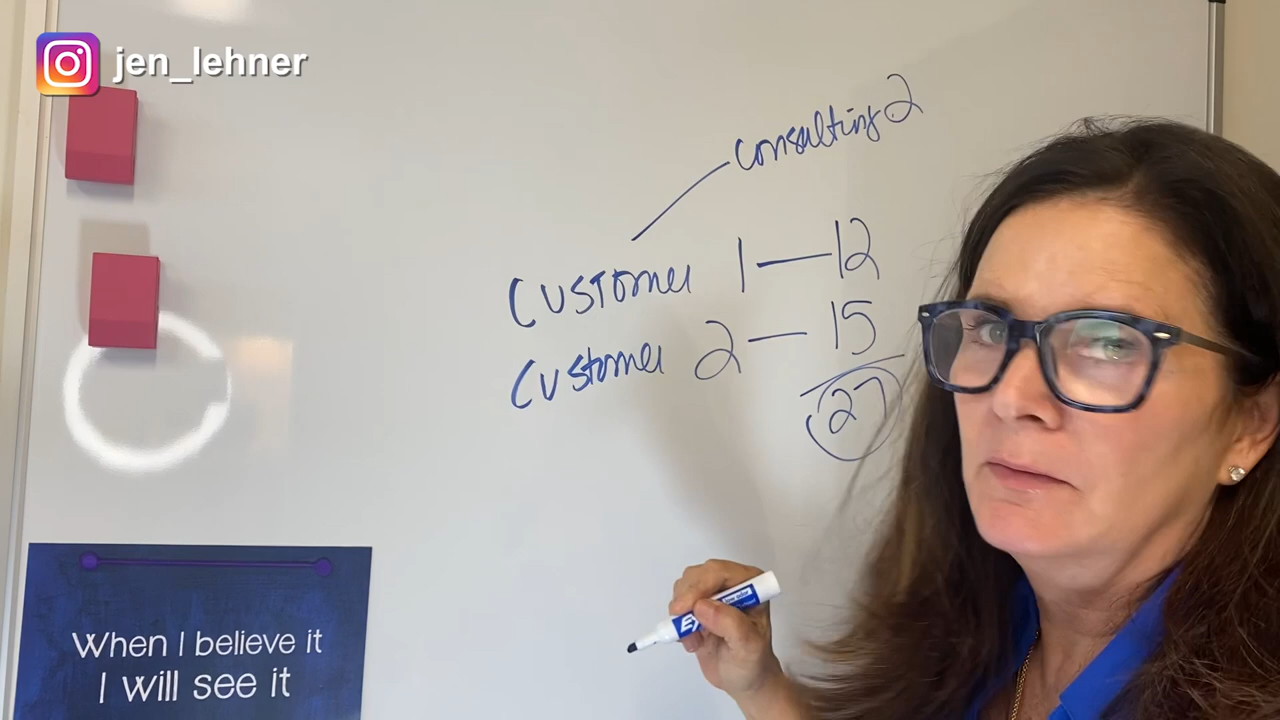 jen_lehner
consulting 2
Customer 1 — 12
Customer 2 — 15
27
When I believe it
I will see it